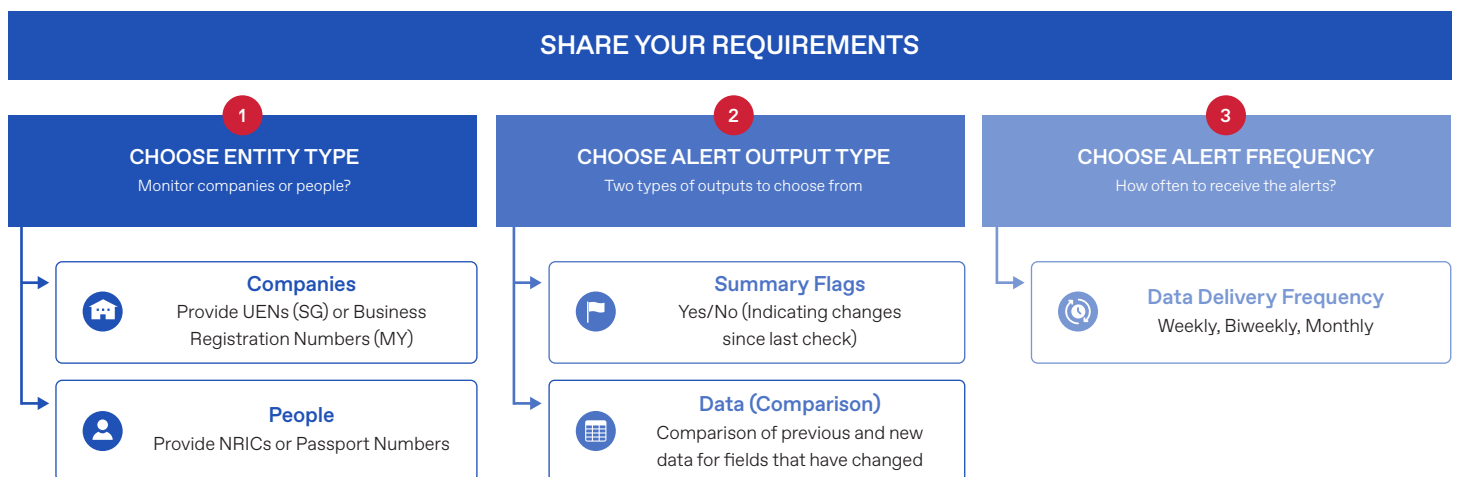 SHARE YOUR REQUIREMENTS
1
CHOOSE ENTITY TYPE
Monitor companies or people?
Companies
Provide UENs (SG) or Business
Registration Numbers (MY)
People
Provide NRICs or Passport Numbers
2
CHOOSE ALERT OUTPUT TYPE
Two types of outputs to choose from
Summary Flags
Yes/No (Indicating changes
since last check)
Data (Comparison)
Comparison of previous and new
data for fields that have changed
3
CHOOSE ALERT FREQUENCY
How often to receive the alerts?
Data Delivery Frequency
Weekly, Biweekly, Monthly